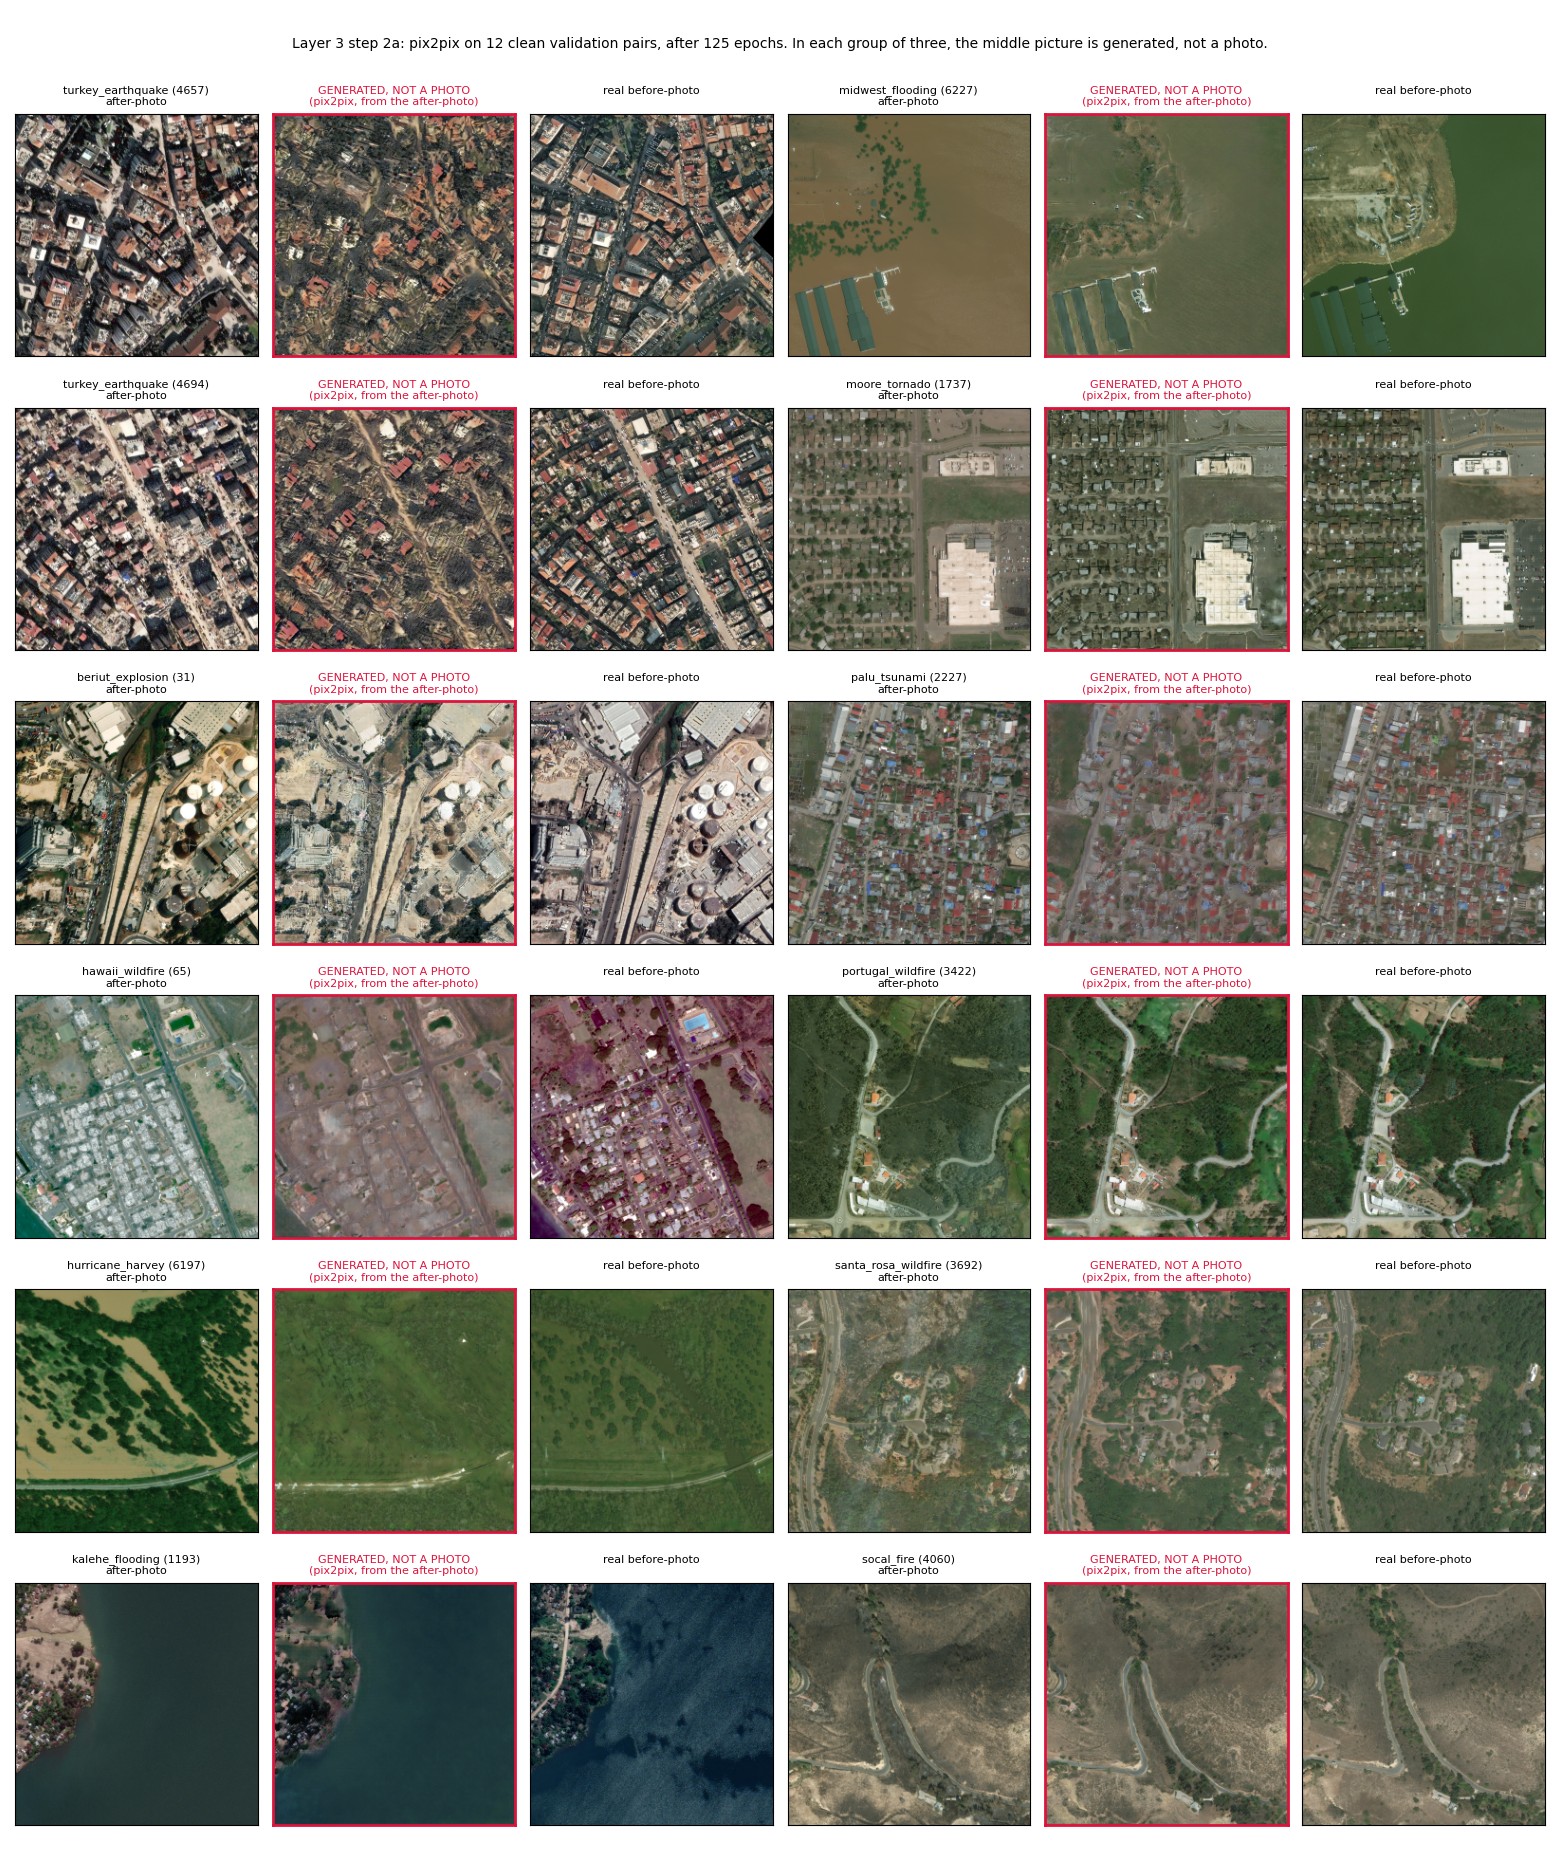 Layer 3 step 2a: pix2pix on 12 clean validation pairs, after 125 epochs. In each group of three, the middle picture is generated, not a photo.
turkey_earthquake (4657)
after-photo
GENERATED, NOT A PHOTO
(pix2pix, from the after-photo)
real before-photo
midwest_flooding (6227)
after-photo
GENERATED, NOT A PHOTO
(pix2pix, from the after-photo)
real before-photo
turkey_earthquake (4694)
after-photo
GENERATED, NOT A PHOTO
(pix2pix, from the after-photo)
real before-photo
moore_tornado (1737)
after-photo
GENERATED, NOT A PHOTO
(pix2pix, from the after-photo)
real before-photo
beriut_explosion (31)
after-photo
GENERATED, NOT A PHOTO
(pix2pix, from the after-photo)
real before-photo
palu_tsunami (2227)
after-photo
GENERATED, NOT A PHOTO
(pix2pix, from the after-photo)
real before-photo
hawaii_wildfire (65)
after-photo
GENERATED, NOT A PHOTO
(pix2pix, from the after-photo)
real before-photo
portugal_wildfire (3422)
after-photo
GENERATED, NOT A PHOTO
(pix2pix, from the after-photo)
real before-photo
hurricane_harvey (6197)
after-photo
GENERATED, NOT A PHOTO
(pix2pix, from the after-photo)
real before-photo
santa_rosa_wildfire (3692)
after-photo
GENERATED, NOT A PHOTO
(pix2pix, from the after-photo)
real before-photo
kalehe_flooding (1193)
after-photo
GENERATED, NOT A PHOTO
(pix2pix, from the after-photo)
real before-photo
socal_fire (4060)
after-photo
GENERATED, NOT A PHOTO
(pix2pix, from the after-photo)
real before-photo